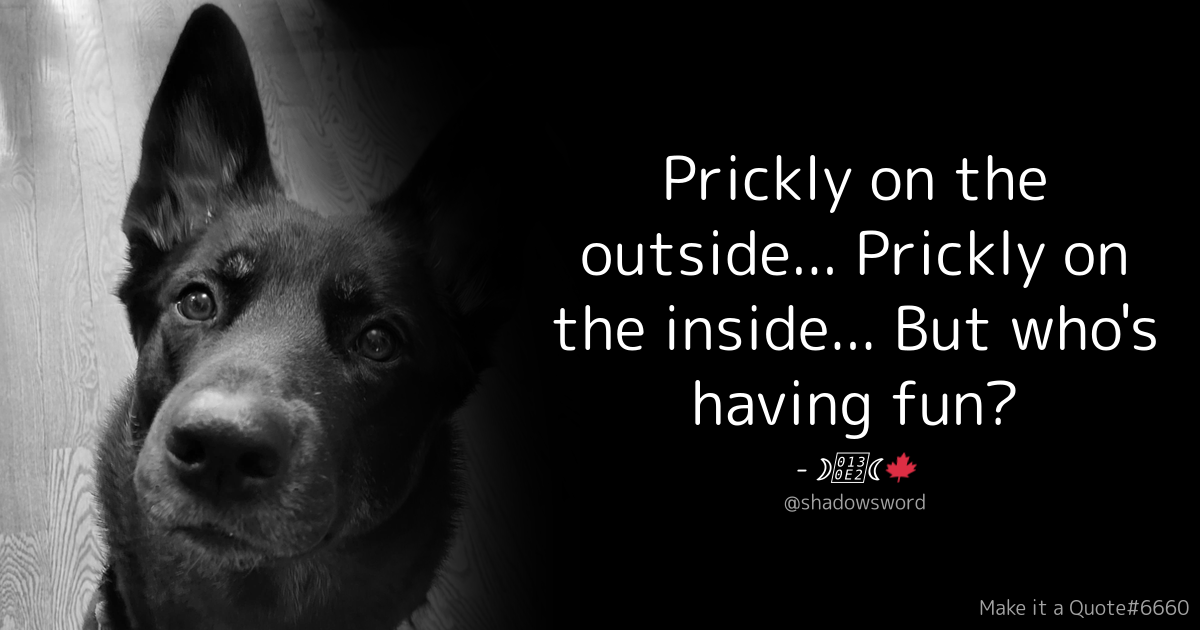 Prickly on the
outside... Prickly on
the inside... But who's
having fun?
- ☽𓃢☾🍁
@shadowsword
Make it a Quote#6660